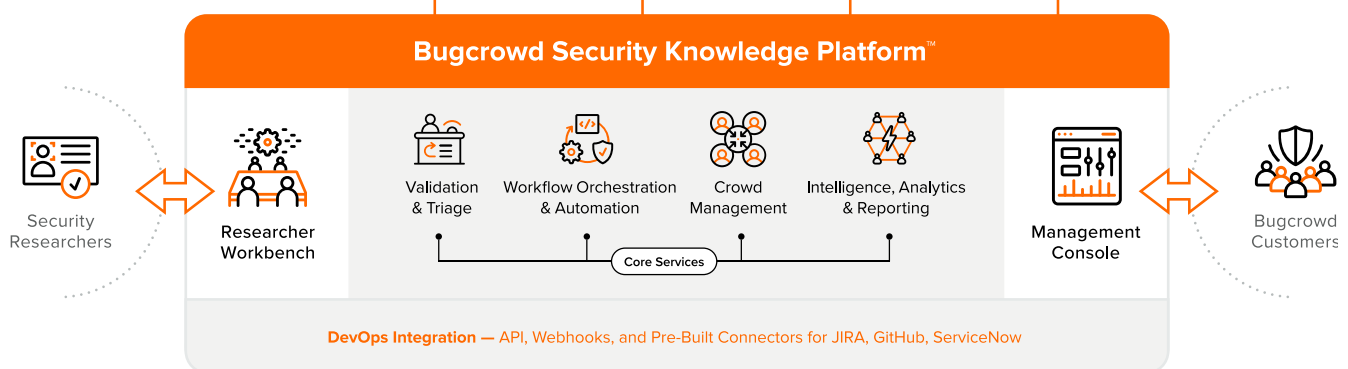 Bugcrowd Security Knowledge Platform™
Security
Researchers
Researcher
Workbench
Validation
& Triage
Workflow Orchestration
& Automation
Crowd
Management
Intelligence, Analytics
& Reporting
Core Services
Management
Console
Bugcrowd
Customers
DevOps Integration — API, Webhooks, and Pre-Built Connectors for JIRA, GitHub, ServiceNow